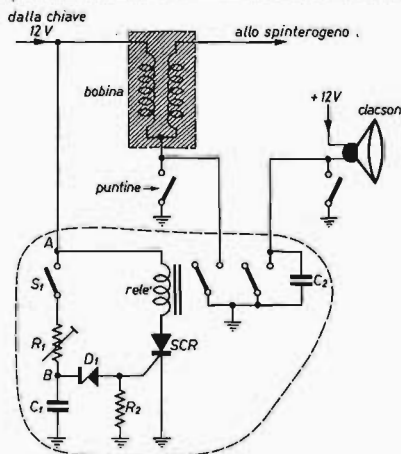 dalla chiave
12 V
allo spinterogeno
bobina
+12V
clacson
puntine
A
S1
relè
C2
R1
SCR
D1
B
C1
R2